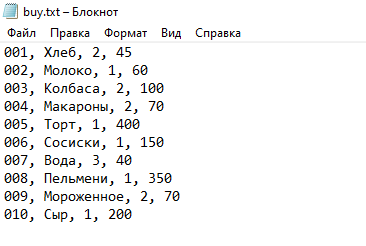 buy.txt – Блокнот
Файл Правка Формат Вид Справка
001, Хлеб, 2, 45
002, Молоко, 1, 60
003, Колбаса, 2, 100
004, Макароны, 2, 70
005, Торт, 1, 400
006, Сосиски, 1, 150
007, Вода, 3, 40
008, Пельмени, 1, 350
009, Мороженное, 2, 70
010, Сыр, 1, 200